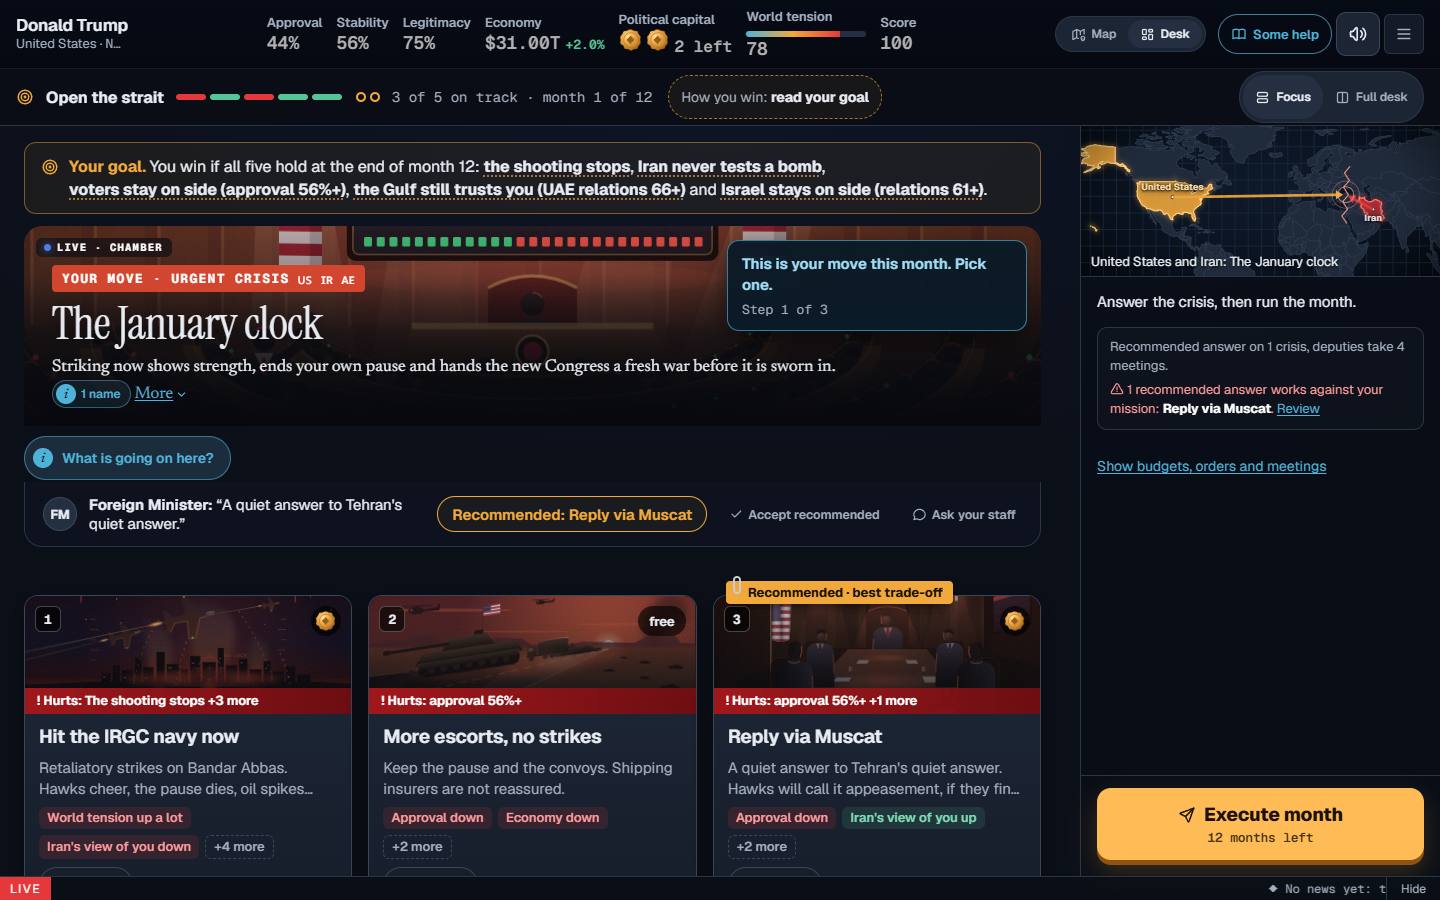 Donald Trump
United States · N...
Approval
44%
Stability
56%
Legitimacy
75%
Economy
$31.00T +2.0%
Political capital
2 left
World tension
78
Score
100
Map
Desk
Some help
Open the strait
3 of 5 on track · month 1 of 12
How you win: read your goal
Focus
Full desk
Your goal. You win if all five hold at the end of month 12: the shooting stops, Iran never tests a bomb,
voters stay on side (approval 56%+), the Gulf still trusts you (UAE relations 66+) and Israel stays on side (relations 61+).
LIVE · CHAMBER
YOUR MOVE · URGENT CRISIS US IR AE
The January clock
Striking now shows strength, ends your own pause and hands the new Congress a fresh war before it is sworn in.
i 1 name More
This is your move this month. Pick
one.
Step 1 of 3
i What is going on here?
FM
Foreign Minister: “A quiet answer to Tehran's
quiet answer.”
Recommended: Reply via Muscat
Accept recommended
Ask your staff
1
! Hurts: The shooting stops +3 more
Hit the IRGC navy now
Retaliatory strikes on Bandar Abbas.
Hawks cheer, the pause dies, oil spikes...
World tension up a lot
Iran's view of you down
+4 more
2
free
! Hurts: approval 56%+
More escorts, no strikes
Keep the pause and the convoys. Shipping
insurers are not reassured.
Approval down
Economy down
+2 more
Recommended · best trade-off
3
! Hurts: approval 56%+ +1 more
Reply via Muscat
A quiet answer to Tehran's quiet answer.
Hawks will call it appeasement, if they fin...
Approval down
Iran's view of you up
+2 more
United States
Iran
United States and Iran: The January clock
Answer the crisis, then run the month.
Recommended answer on 1 crisis, deputies take 4
meetings.
1 recommended answer works against your
mission: Reply via Muscat. Review
Show budgets, orders and meetings
Execute month
12 months left
LIVE
No news yet: t
Hide